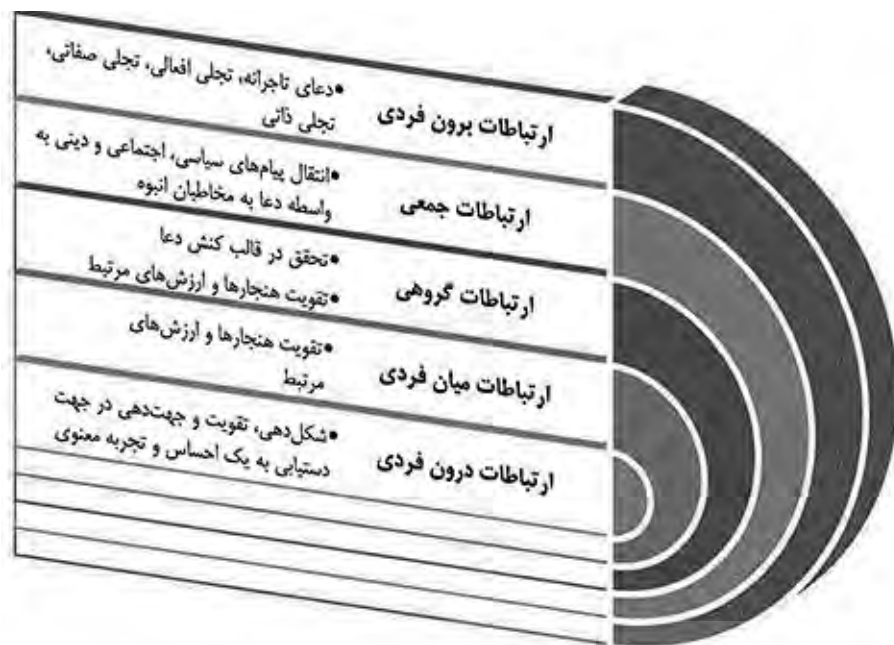 ارتباطات برون فردی
•دعای تاجرانه، تجلی افعالی، تجلی صفاتی،
تجلی ذاتی
ارتباطات جمعی
•انتقال پیام‌های سیاسی، اجتماعی و دینی به
واسطه دعا به مخاطبان انبوه
ارتباطات گروهی
•تحقق در قالب کنش دعا
•تقویت هنجارها و ارزش‌های مرتبط
ارتباطات میان فردی
•تقویت هنجارها و ارزش‌های
مرتبط
ارتباطات درون فردی
•شکل‌دهی، تقویت و جهت‌دهی در جهت
دستیابی به یک احساس و تجربه معنوی